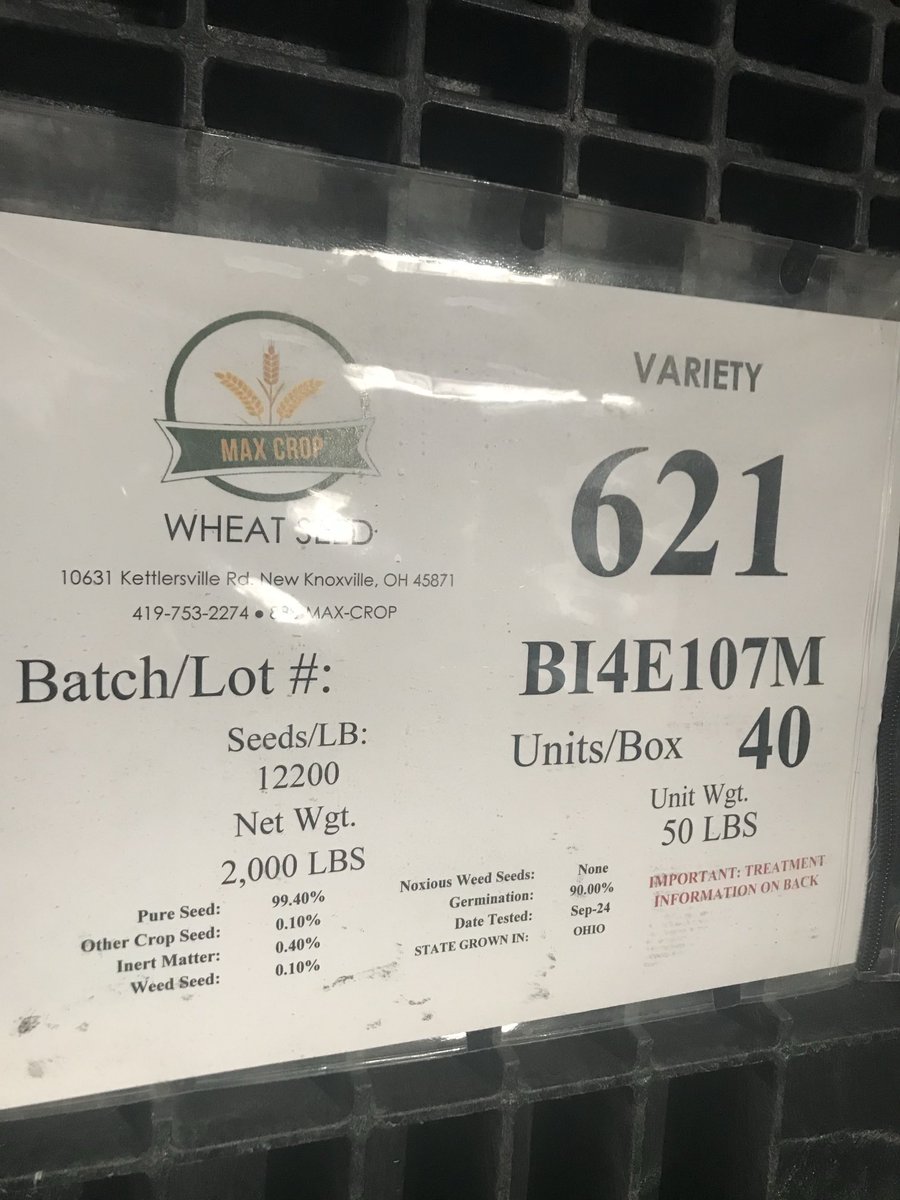 MAX CROP
WHEAT SEED
10631 Kettlersville Rd. New Knoxville, OH 45871
419-753-2274 • MAX-CROP
VARIETY
621
Batch/Lot #:
BI4E107M
Seeds/LB:
12200
Units/Box 40
Net Wgt.
2,000 LBS
Unit Wgt.
50 LBS
Pure Seed: 99.40%
Other Crop Seed: 0.10%
Inert Matter: 0.40%
Weed Seed: 0.10%
Noxious Weed Seeds: None
Germination: 90.00%
Date Tested: Sep-24
STATE GROWN IN: OHIO
IMPORTANT: TREATMENT
INFORMATION ON BACK